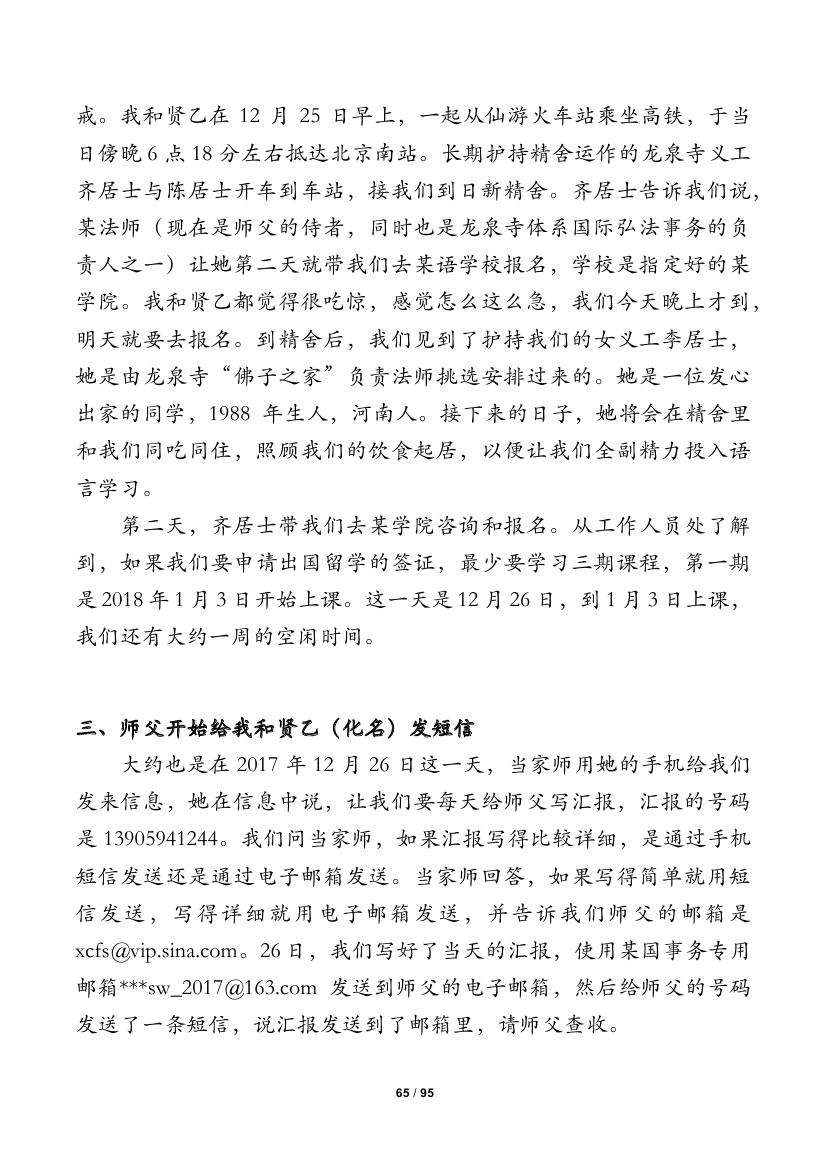 戒。我和贤乙在 12 月 25 日早上，一起从仙游火车站乘坐高铁，于当
日傍晚 6 点 18 分左右抵达北京南站。长期护持精舍运作的龙泉寺义工
齐居士与陈居士开车到车站，接我们到日新精舍。齐居士告诉我们说，
某法师（现在是师父的侍者，同时也是龙泉寺体系国际弘法事务的负
责人之一）让她第二天就带我们去某语学校报名，学校是指定好的某
学院。我和贤乙都觉得很吃惊，感觉怎么这么急，我们今天晚上才到，
明天就要去报名。到精舍后，我们见到了护持我们的女义工李居士，
她是由龙泉寺“佛子之家”负责法师挑选安排过来的。她是一位发心
出家的同学，1988 年生人，河南人。接下来的日子，她将会在精舍里
和我们同吃同住，照顾我们的饮食起居，以便让我们全副精力投入语
言学习。
第二天，齐居士带我们去某学院咨询和报名。从工作人员处了解
到，如果我们要申请出国留学的签证，最少要学习三期课程，第一期
是 2018 年 1 月 3 日开始上课。这一天是 12 月 26 日，到 1 月 3 日上课，
我们还有大约一周的空闲时间。
三、师父开始给我和贤乙（化名）发短信
大约也是在 2017 年 12 月 26 日这一天，当家师用她的手机给我们
发来信息，她在信息中说，让我们要每天给师父写汇报，汇报的号码
是 13905941244。我们问当家师，如果汇报写得比较详细，是通过手机
短信发送还是通过电子邮箱发送。当家师回答，如果写得简单就用短
信发送，写得详细就用电子邮箱发送，并告诉我们师父的邮箱是
xcfs@vip.sina.com。26 日，我们写好了当天的汇报，使用某国事务专用
邮箱***sw_2017@163.com 发送到师父的电子邮箱，然后给师父的号码
发送了一条短信，说汇报发送到了邮箱里，请师父查收。
65 / 95